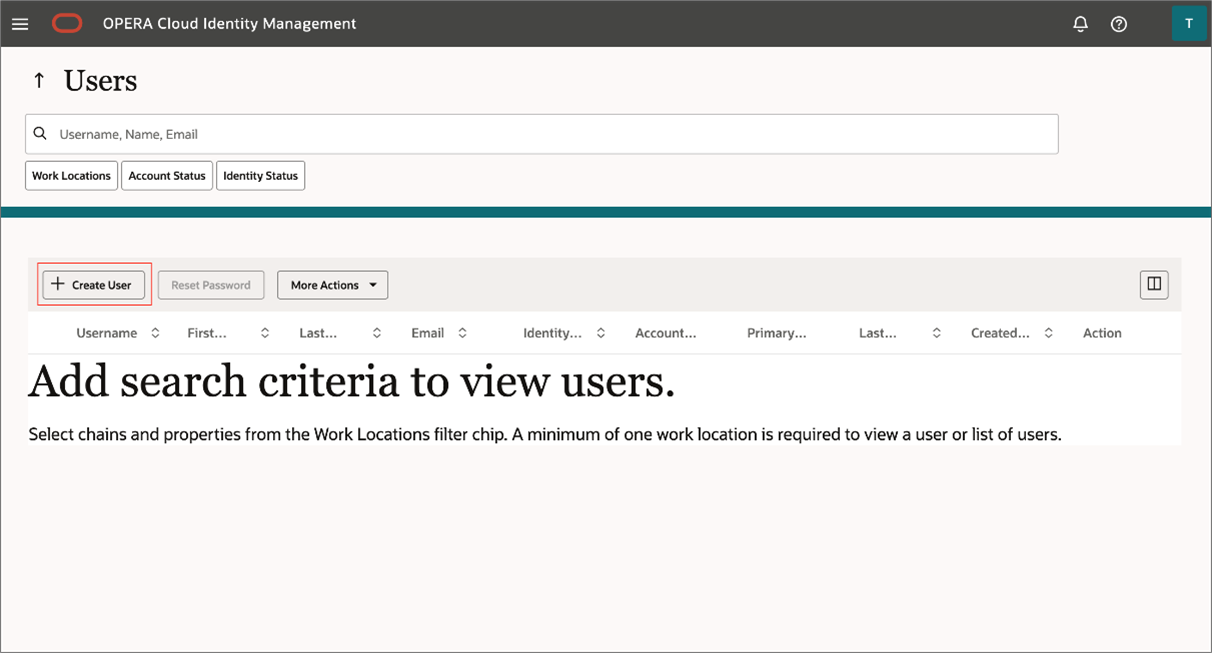 OPERA Cloud Identity Management
T
Users
Username, Name, Email
Work Locations Account Status Identity Status
Create User Reset Password More Actions
Username First... Last... Email Identity... Account... Primary... Last... Created... Action
Add search criteria to view users.
Select chains and properties from the Work Locations filter chip. A minimum of one work location is required to view a user or list of users.